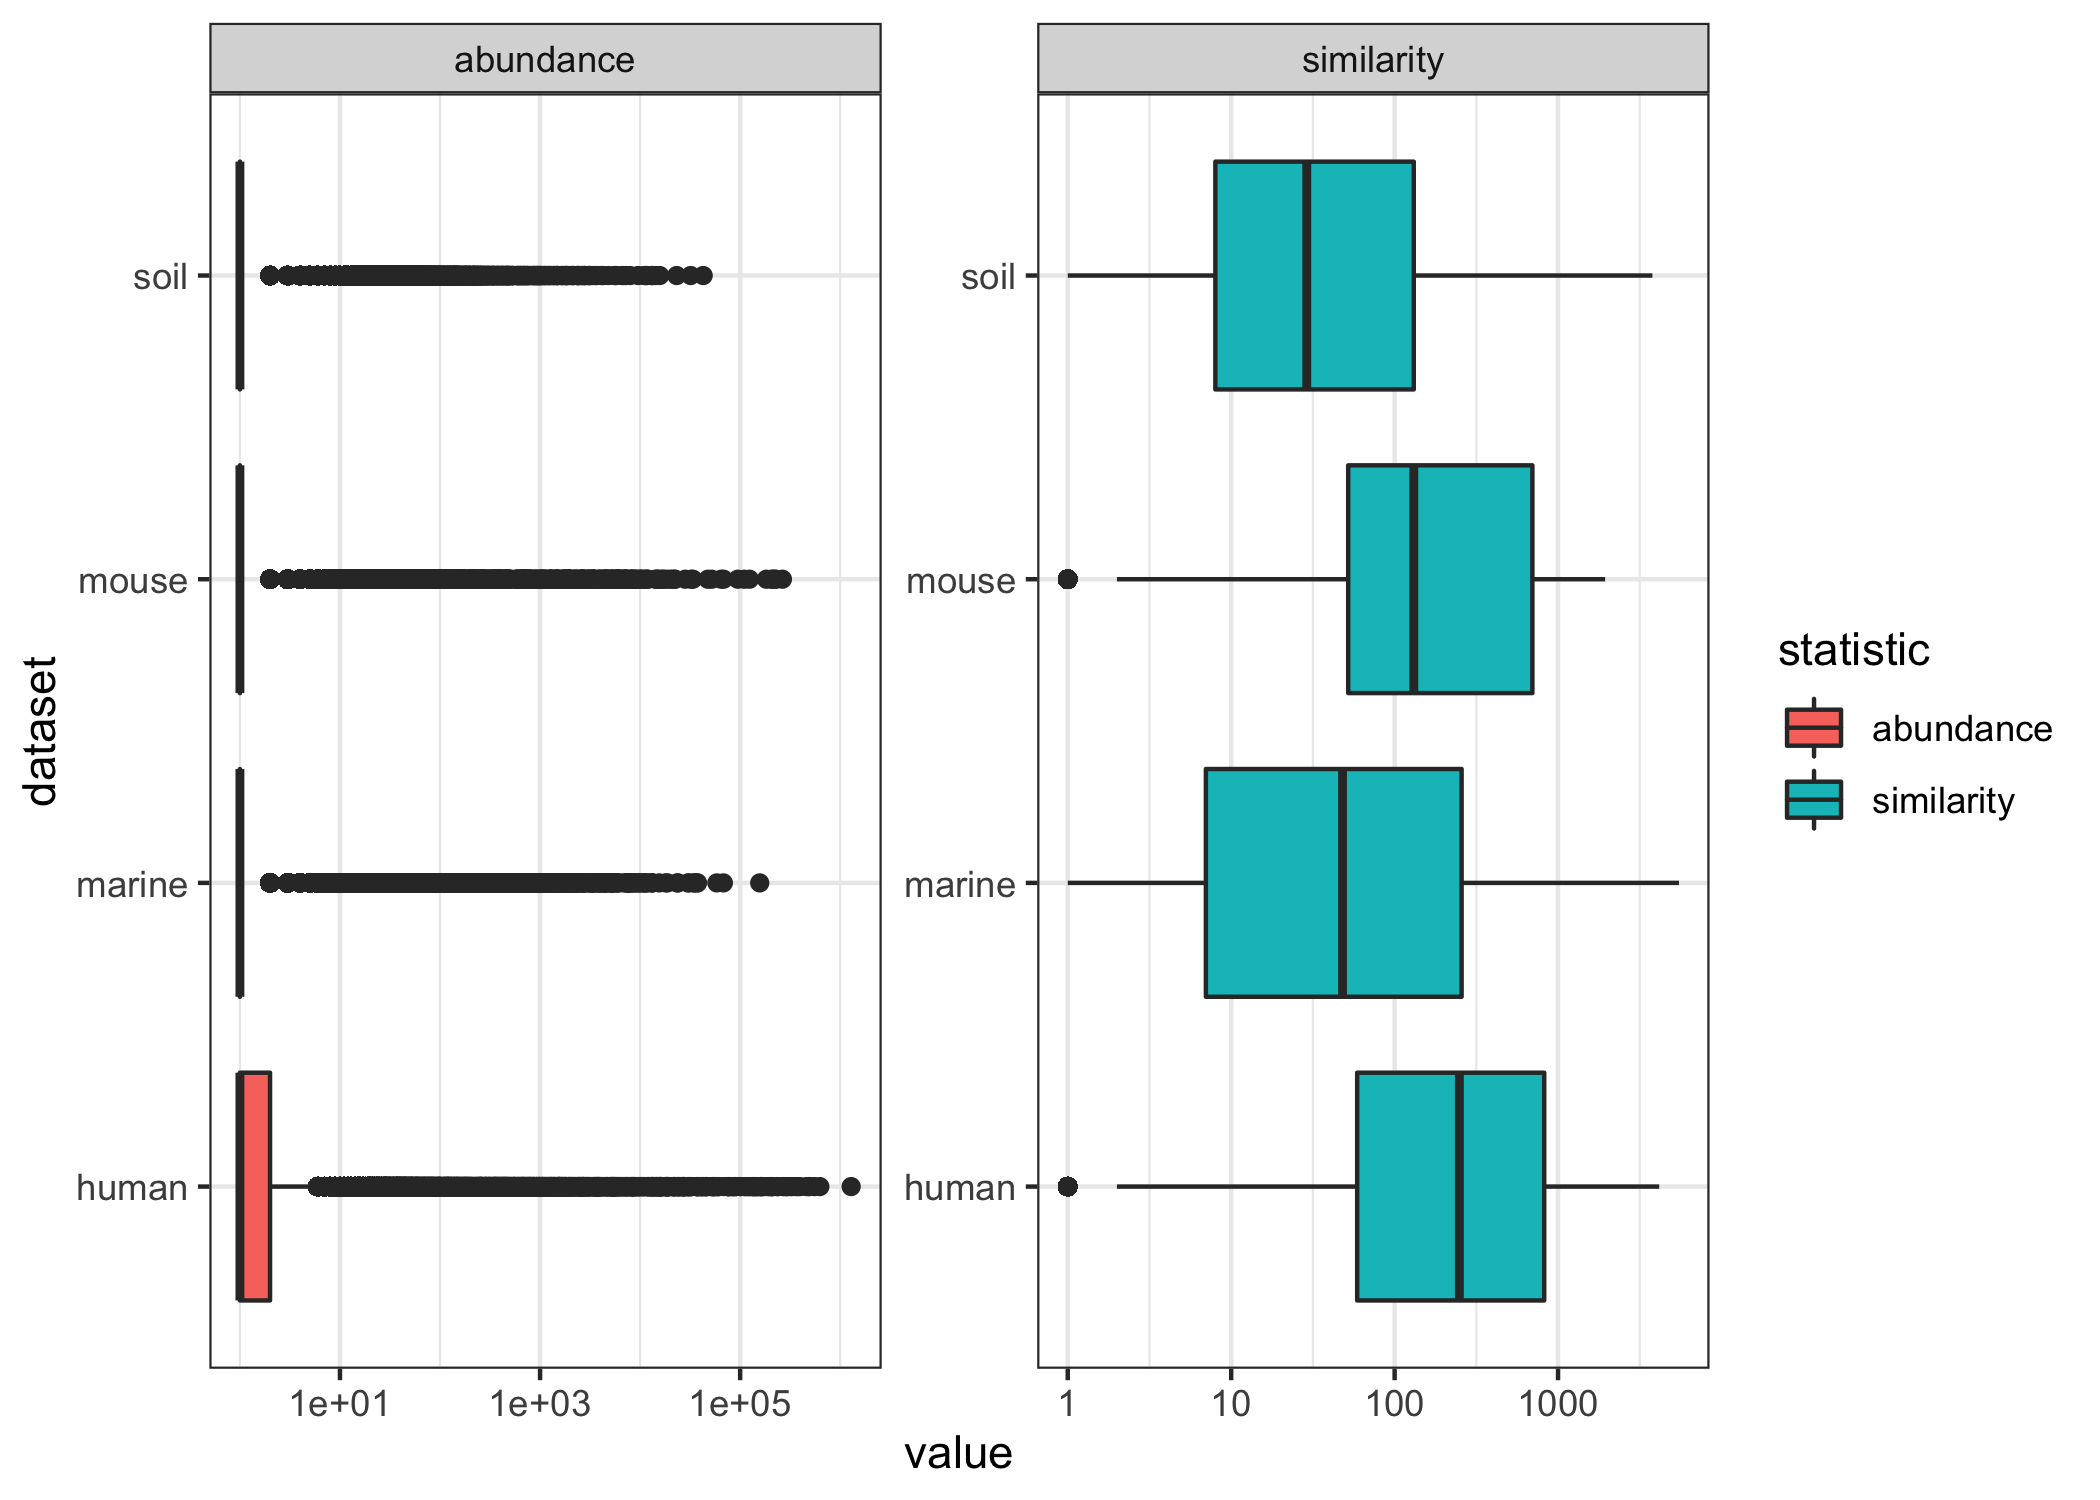 abundance
similarity
dataset
soil
mouse
marine
human
soil
mouse
marine
human
1e+01
1e+03
1e+05
1
10
100
1000
value
statistic
abundance
similarity